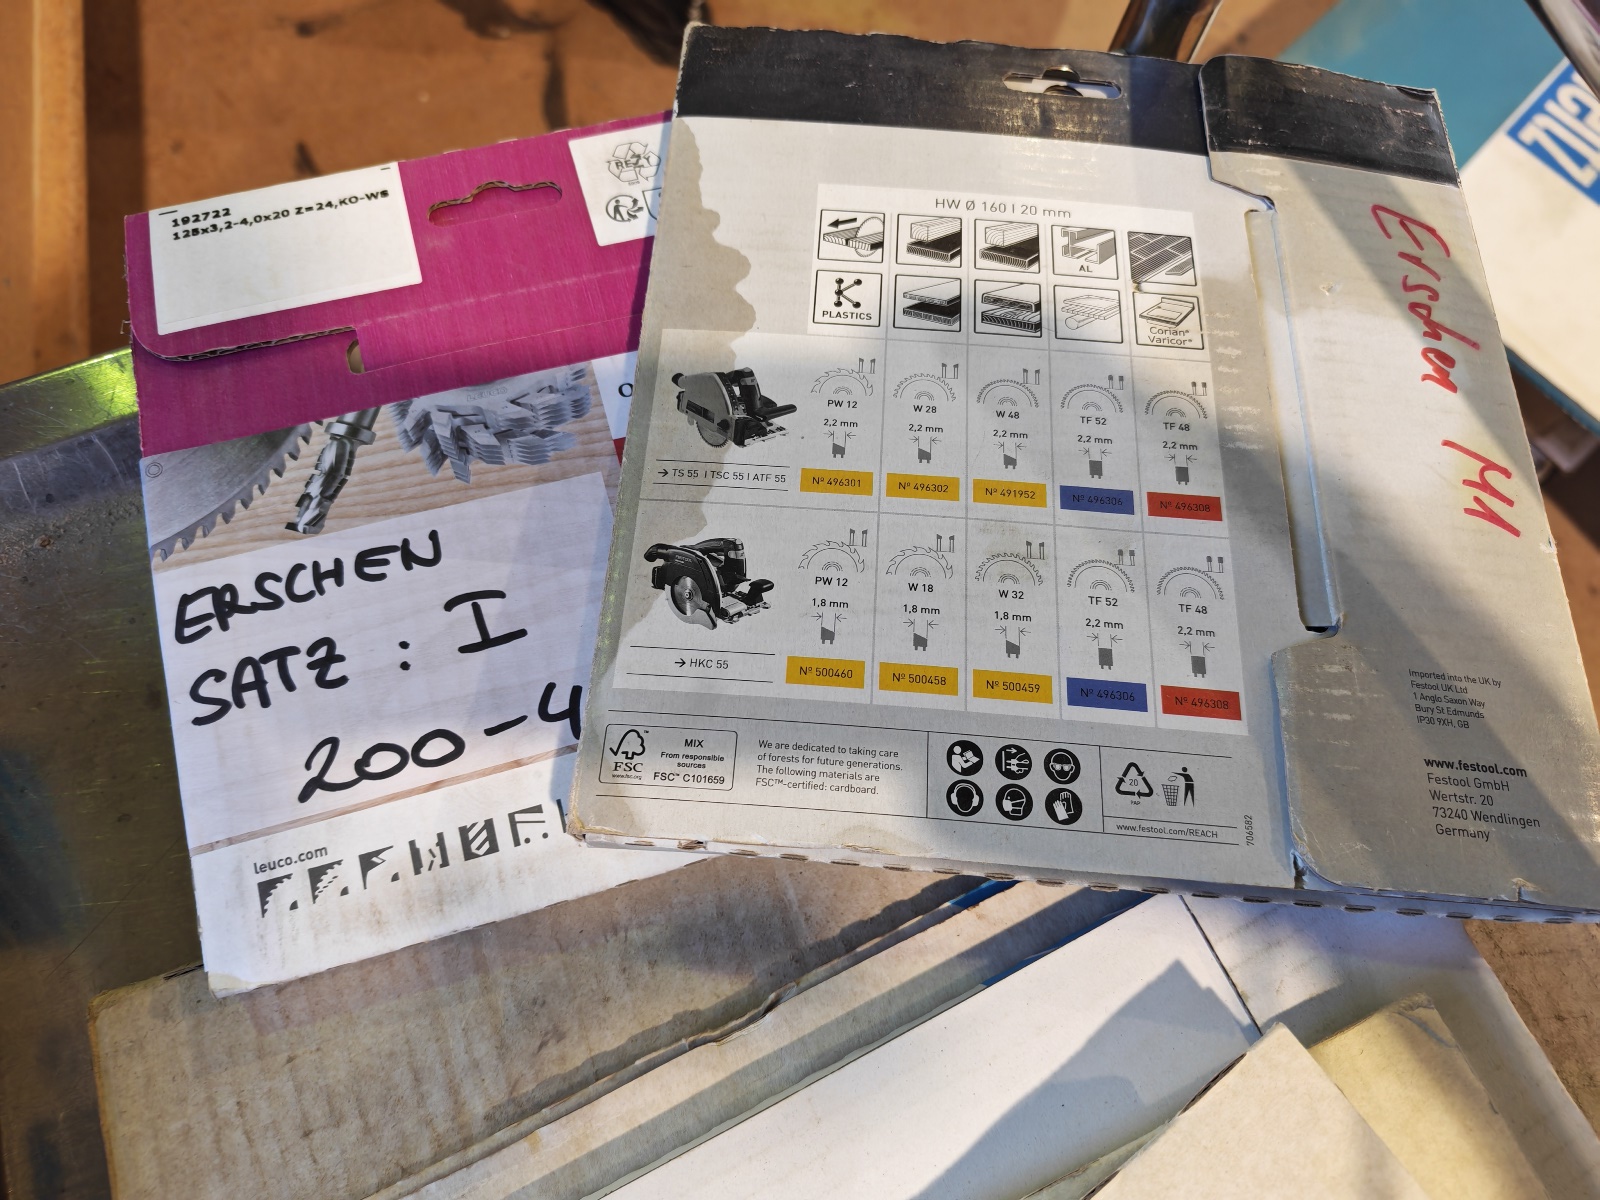 192722
125x3,2-4,0x20 Z=24,KO-WS
REZY
ERSCHEN
SATZ : I
200-4
leuco.com
HW Ø 160 | 20 mm
AL
PLASTICS
Corian®
Varicor®
PW 12
W 28
W 48
TF 52
TF 48
2,2 mm
2,2 mm
2,2 mm
2,2 mm
2,2 mm
→ TS 55 | TSC 55 | ATF 55
Nº 496301
Nº 496302
Nº 491952
Nº 496306
Nº 496308
PW 12
W 18
W 32
TF 52
TF 48
1,8 mm
1,8 mm
1,8 mm
2,2 mm
2,2 mm
→ HKC 55
Nº 500460
Nº 500458
Nº 500459
Nº 496306
Nº 496308
FSC
www.fsc.org
MIX
From responsible
sources
FSC™ C101659
We are dedicated to taking care
of forests for future generations.
The following materials are
FSC™-certified: cardboard.
20
PAP
www.festool.com/REACH
706582
Erschen 141
Imported into the UK by
Festool UK Ltd
1 Anglo Saxon Way
Bury St Edmunds
IP30 9XH, GB
www.festool.com
Festool GmbH
Wertstr. 20
73240 Wendlingen
Germany